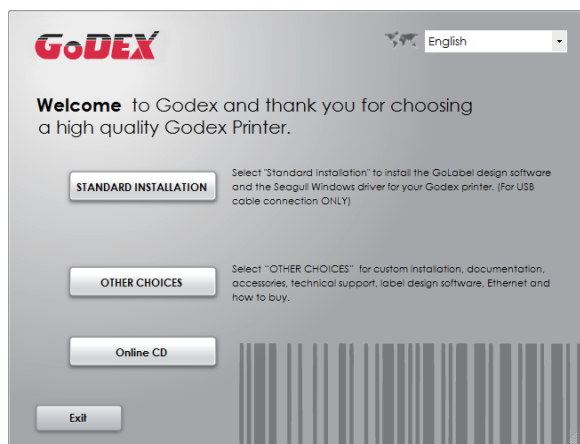 GoDEX
English
Welcome to Godex and thank you for choosing
a high quality Godex Printer.
STANDARD INSTALLATION
Select "Standard Installation" to install the GoLabel design software
and the Seagull Windows driver for your Godex printer. (For USB
cable connection ONLY)
OTHER CHOICES
Select "OTHER CHOICES" for custom installation, documentation,
accessories, technical support, label design software, Ethernet and
how to buy.
Online CD
Exit